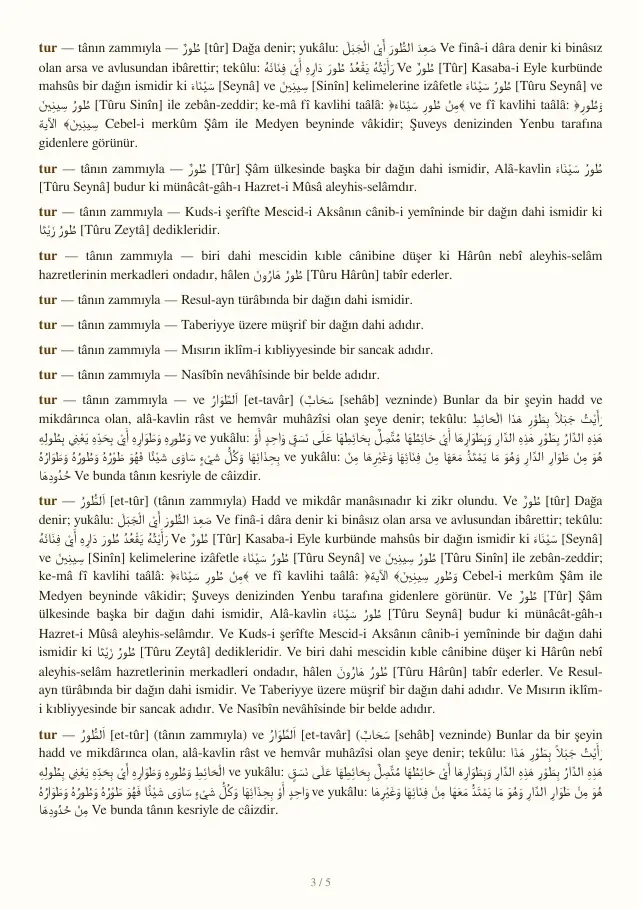 tur — tânın zammıyla — طُورٌ [tûr] Dağa denir; yukâlu: صَعِدَ الطُّورَ أَيْ الْجَبَلَ Ve finâ-i dâra denir ki binâsız
olan arsa ve avlusundan ibârettir; tekûlu: رَأَيْتُهُ يَقْعُدُ طُورَ دَارِهِ أَيْ فِنَائَهُ Ve طُورٌ [Tûr] Kasaba-i Eyle kurbünde
mahsûs bir dağın ismidir ki سَيْنَاءَ [Seynâ] ve سِينِينَ [Sinîn] kelimelerine izâfetle طُورُ سَيْنَاءَ [Tûru Seynâ] ve
طُورُ سِينِينَ [Tûru Sinîn] ile zebân-zeddir; ke-mâ fî kavlihi taâlâ: ﴿مِنْ طُورِ سَيْنَاءَ﴾ ve fî kavlihi taâlâ: ﴿وَطُورِ
سِينِينَ﴾ الآية Cebel-i merkûm Şâm ile Medyen beyninde vâkidir; Şuveys denizinden Yenbu tarafına
gidenlere görünür.
tur — tânın zammıyla — طُورٌ [Tûr] Şâm ülkesinde başka bir dağın dahi ismidir, Alâ-kavlin طُورُ سَيْنَاءَ
[Tûru Seynâ] budur ki münâcât-gâh-ı Hazret-i Mûsâ aleyhis-selâmdır.
tur — tânın zammıyla — Kuds-i şerîfte Mescid-i Aksânın cânib-i yemîninde bir dağın dahi ismidir ki
طُورُ زَيْتَا [Tûru Zeytâ] dedikleridir.
tur — tânın zammıyla — biri dahi mescidin kıble cânibine düşer ki Hârûn nebî aleyhis-selâm
hazretlerinin merkadleri ondadır, hâlen طُورُ هَارُونَ [Tûru Hârûn] tabîr ederler.
tur — tânın zammıyla — Resul-ayn türâbında bir dağın dahi ismidir.
tur — tânın zammıyla — Taberiyye üzere müşrif bir dağın dahi adıdır.
tur — tânın zammıyla — Mısırın iklîm-i kıbliyyesinde bir sancak adıdır.
tur — tânın zammıyla — Nasîbîn nevâhîsinde bir belde adıdır.
tur — tânın zammıyla — ve اَلطَّوَارُ [et-tavâr] (سَحَابٌ [sehâb] vezninde) Bunlar da bir şeyin hadd ve
mikdârınca olan, alâ-kavlin râst ve hemvâr muhâzîsi olan şeye denir; tekûlu: رَأَيْتُ حَبْلاً بِطَوْرِ هَذَا الْحَائِطِ
وَطُورِهِ وَطَوَارِهِ أَيْ بِحَذِهِ يَعْنِي بِطُولِهِ ve yukâlu: هَذِهِ الدَّارُ بِطَوْرِ هَذِهِ الدَّارِ وَبِطَوَارِهَا أَيْ حَائِطُهَا مُتَّصِلٌ بِحَائِطِهَا عَلَى نَسَقٍ وَاحِدٍ أَوْ
بِحِذَائِهَا وَكُلُّ شَيْءٍ سَاوَى شَيْئًا فَهُوَ طَوْرُهُ وَطُورُهُ وَطَوَارُهُ ve yukâlu: هُوَ مِنْ طَوَارِ الدَّارِ وَهُوَ مَا يَمْتَدُّ مَعَهَا مِنْ فِنَائِهَا وَغَيْرِهَا مِنْ
حُدُودِهَا Ve bunda tânın kesriyle de câizdir.
tur — اَلطُّورُ [et-tûr] (tânın zammıyla) Hadd ve mikdâr manâsınadır ki zikr olundu. Ve طُورٌ [tûr] Dağa
denir; yukâlu: صَعِدَ الطُّورَ أَيْ الْجَبَلَ Ve finâ-i dâra denir ki binâsız olan arsa ve avlusundan ibârettir; tekûlu:
رَأَيْتُهُ يَقْعُدُ طُورَ دَارِهِ أَيْ فِنَائَهُ Ve طُورٌ [Tûr] Kasaba-i Eyle kurbünde mahsûs bir dağın ismidir ki سَيْنَاءَ [Seynâ]
ve سِينِينَ [Sinîn] kelimelerine izâfetle طُورُ سَيْنَاءَ [Tûru Seynâ] ve طُورُ سِينِينَ [Tûru Sinîn] ile zebân-zeddir;
ke-mâ fî kavlihi taâlâ: ﴿مِنْ طُورِ سَيْنَاءَ﴾ ve fî kavlihi taâlâ: ﴿وَطُورِ سِينِينَ﴾ الآية Cebel-i merkûm Şâm ile
Medyen beyninde vâkidir; Şuveys denizinden Yenbu tarafına gidenlere görünür. Ve طُورٌ [Tûr] Şâm
ülkesinde başka bir dağın dahi ismidir, Alâ-kavlin طُورُ سَيْنَاءَ [Tûru Seynâ] budur ki münâcât-gâh-ı
Hazret-i Mûsâ aleyhis-selâmdır. Ve Kuds-i şerîfte Mescid-i Aksânın cânib-i yemîninde bir dağın dahi
ismidir ki طُورُ زَيْتَا [Tûru Zeytâ] dedikleridir. Ve biri dahi mescidin kıble cânibine düşer ki Hârûn nebî
aleyhis-selâm hazretlerinin merkadleri ondadır, hâlen طُورُ هَارُونَ [Tûru Hârûn] tabîr ederler. Ve Resul-
ayn türâbında bir dağın dahi ismidir. Ve Taberiyye üzere müşrif bir dağın dahi adıdır. Ve Mısırın iklîm-
i kıbliyyesinde bir sancak adıdır. Ve Nasîbîn nevâhîsinde bir belde adıdır.
tur — اَلطُّورُ [et-tûr] (tânın zammıyla) ve اَلطَّوَارُ [et-tavâr] (سَحَابٌ [sehâb] vezninde) Bunlar da bir şeyin
hadd ve mikdârınca olan, alâ-kavlin râst ve hemvâr muhâzîsi olan şeye denir; tekûlu: رَأَيْتُ حَبْلاً بِطَوْرِ هَذَا
الْحَائِطِ وَطُورِهِ وَطَوَارِهِ أَيْ بِحَذِهِ يَعْنِي بِطُولِهِ ve yukâlu: هَذِهِ الدَّارُ بِطَوْرِ هَذِهِ الدَّارِ وَبِطَوَارِهَا أَيْ حَائِطُهَا مُتَّصِلٌ بِحَائِطِهَا عَلَى نَسَقٍ
وَاحِدٍ أَوْ بِحِذَائِهَا وَكُلُّ شَيْءٍ سَاوَى شَيْئًا فَهُوَ طَوْرُهُ وَطُورُهُ وَطَوَارُهُ ve yukâlu: هُوَ مِنْ طَوَارِ الدَّارِ وَهُوَ مَا يَمْتَدُّ مَعَهَا مِنْ فِنَائِهَا وَغَيْرِهَا
مِنْ حُدُودِهَا Ve bunda tânın kesriyle de câizdir.
3 / 5